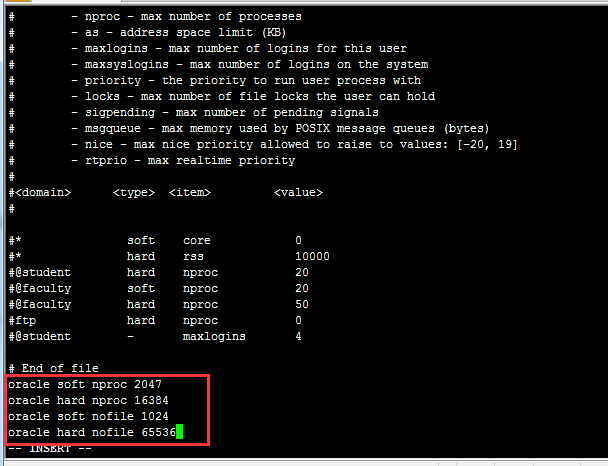 #        - nproc - max number of processes
#        - as - address space limit (KB)
#        - maxlogins - max number of logins for this user
#        - maxsyslogins - max number of logins on the system
#        - priority - the priority to run user process with
#        - locks - max number of file locks the user can hold
#        - sigpending - max number of pending signals
#        - msgqueue - max memory used by POSIX message queues (bytes)
#        - nice - max nice priority allowed to raise to values: [-20, 19]
#        - rtprio - max realtime priority
#
#<domain>      <type>  <item>         <value>
#
#*               soft    core            0
#*               hard    rss             10000
#@student        hard    nproc           20
#@faculty        soft    nproc           20
#@faculty        hard    nproc           50
#ftp             hard    nproc           0
#@student        -       maxlogins       4
# End of file
oracle soft nproc 2047
oracle hard nproc 16384
oracle soft nofile 1024
oracle hard nofile 65536
-- INSERT --